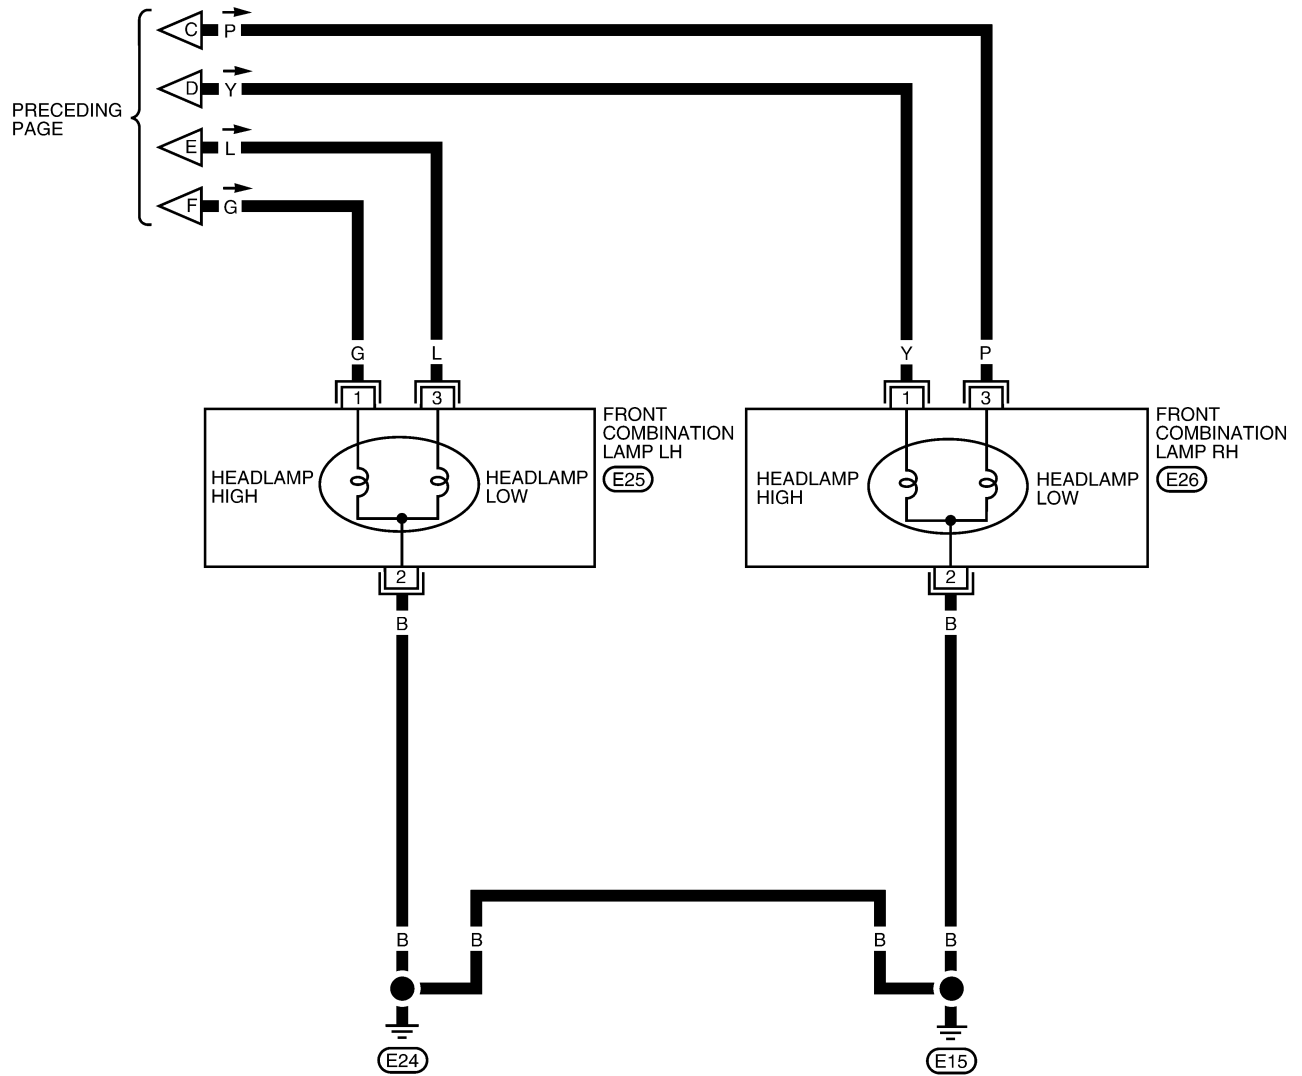 C P
D Y
PRECEDING
PAGE
E L
F G
G L Y P
1 3 1 3
FRONT
COMBINATION
LAMP LH
E25
FRONT
COMBINATION
LAMP RH
E26
HEADLAMP
HIGH
HEADLAMP
LOW
HEADLAMP
HIGH
HEADLAMP
LOW
2 2
B B
B B B B
E24 E15